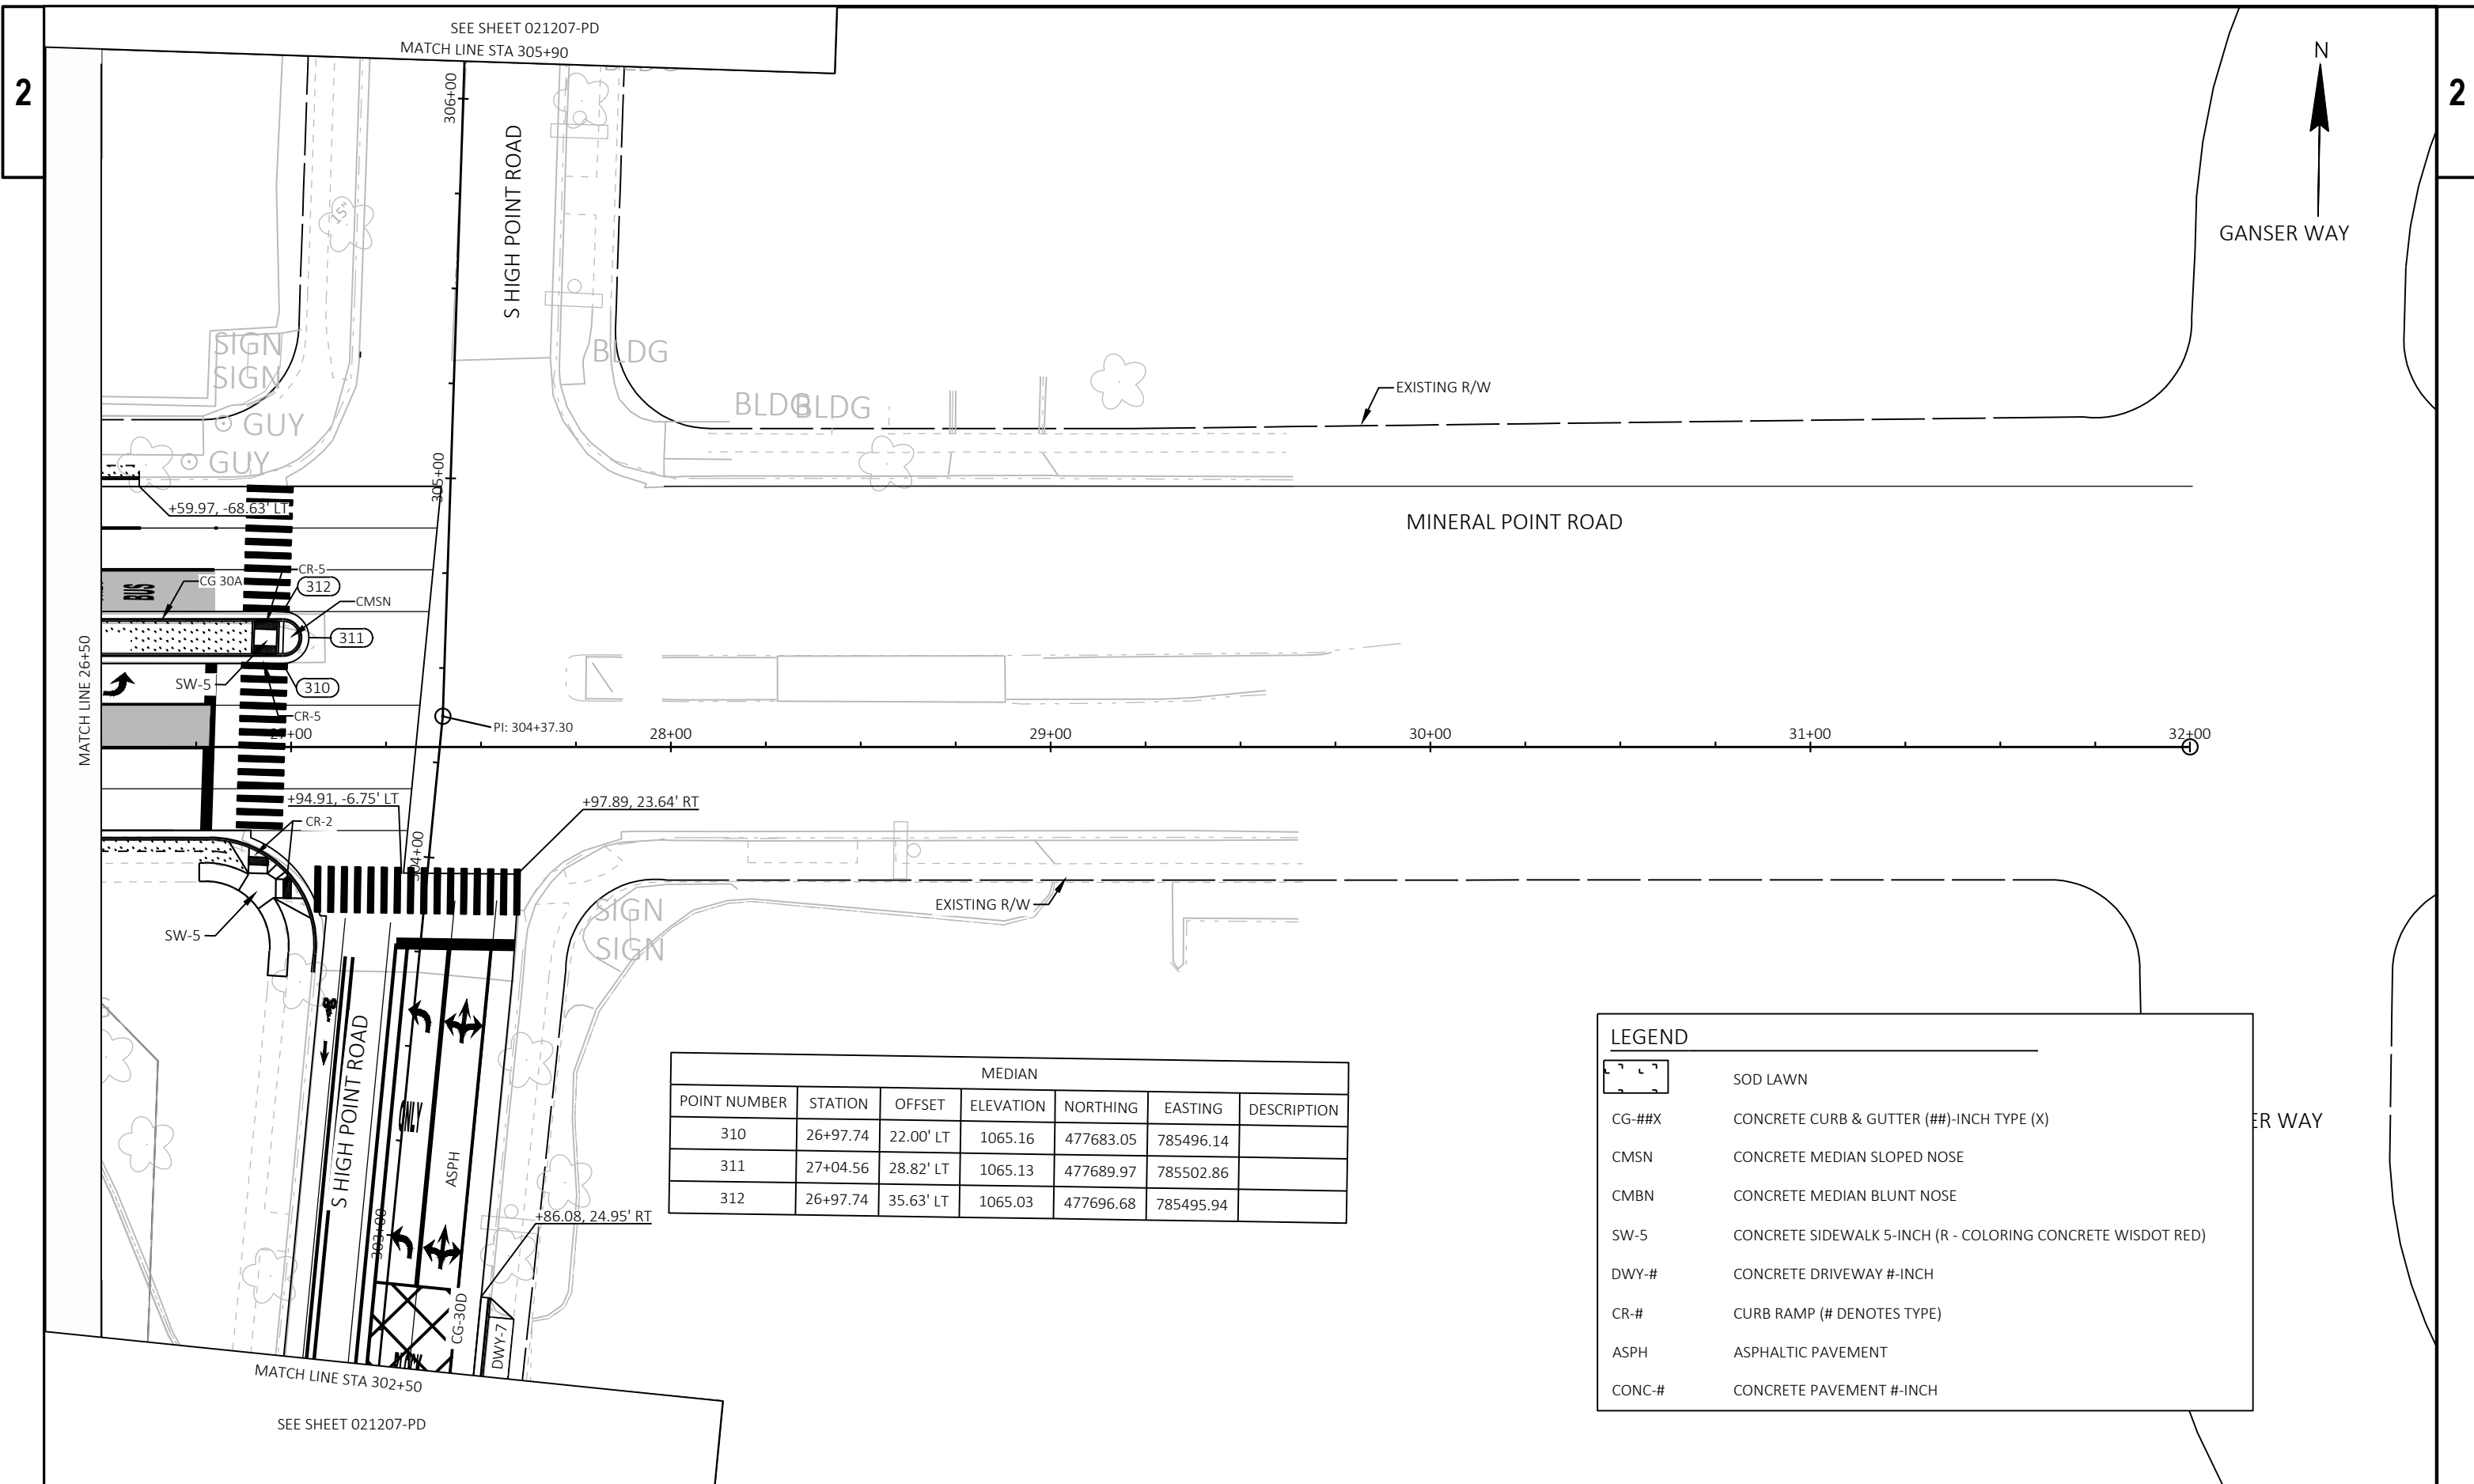 SEE SHEET 021207-PD
MATCH LINE STA 305+90
2
2
N
306+00
S HIGH POINT ROAD
15"
GANSER WAY
SIGN
SIGN
BLDG
BLDG
BLDG
EXISTING R/W
GUY
GUY
305+00
+59.97, -68.63' LT
MINERAL POINT ROAD
BUS
CG 30A
CR-5
312
CMSN
311
MATCH LINE 26+50
SW-5
310
CR-5
PI: 304+37.30
27+00
28+00
29+00
30+00
31+00
32+00
+94.91, -6.75' LT
+97.89, 23.64' RT
CR-2
304+00
EXISTING R/W
SIGN
SIGN
SW-5
S HIGH POINT ROAD
ONLY
ASPH
303+00
+86.08, 24.95' RT
CG-30D
DWY-7
MEDIAN
POINT NUMBER STATION OFFSET ELEVATION NORTHING EASTING DESCRIPTION
310 26+97.74 22.00' LT 1065.16 477683.05 785496.14
311 27+04.56 28.82' LT 1065.13 477689.97 785502.86
312 26+97.74 35.63' LT 1065.03 477696.68 785495.94
LEGEND
SOD LAWN
CG-##X CONCRETE CURB & GUTTER (##)-INCH TYPE (X)
CMSN CONCRETE MEDIAN SLOPED NOSE
CMBN CONCRETE MEDIAN BLUNT NOSE
SW-5 CONCRETE SIDEWALK 5-INCH (R - COLORING CONCRETE WISDOT RED)
DWY-# CONCRETE DRIVEWAY #-INCH
CR-# CURB RAMP (# DENOTES TYPE)
ASPH ASPHALTIC PAVEMENT
CONC-# CONCRETE PAVEMENT #-INCH
ER WAY
MATCH LINE STA 302+50
SEE SHEET 021207-PD